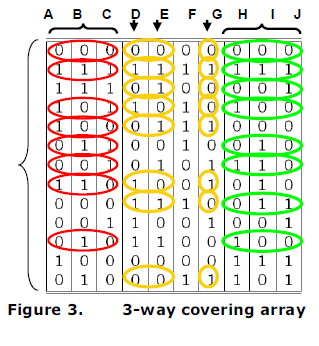 A B C D E F G H I J
0 0 0 0 0 0 0 0 0 0
1 1 1 1 1 1 1 1 1 1
1 1 1 0 1 0 0 0 0 1
1 0 1 1 0 1 0 1 0 0
1 0 0 0 1 1 1 0 0 0
0 1 1 0 0 1 0 0 1 0
0 0 1 0 1 0 1 1 1 0
1 1 0 1 0 0 1 0 1 0
0 0 0 1 1 1 0 0 1 1
0 0 1 1 0 0 1 0 0 1
0 1 0 1 1 0 0 1 0 0
1 0 0 0 0 0 0 1 1 1
0 1 0 0 0 1 1 1 0 1
Figure 3. 3-way covering array